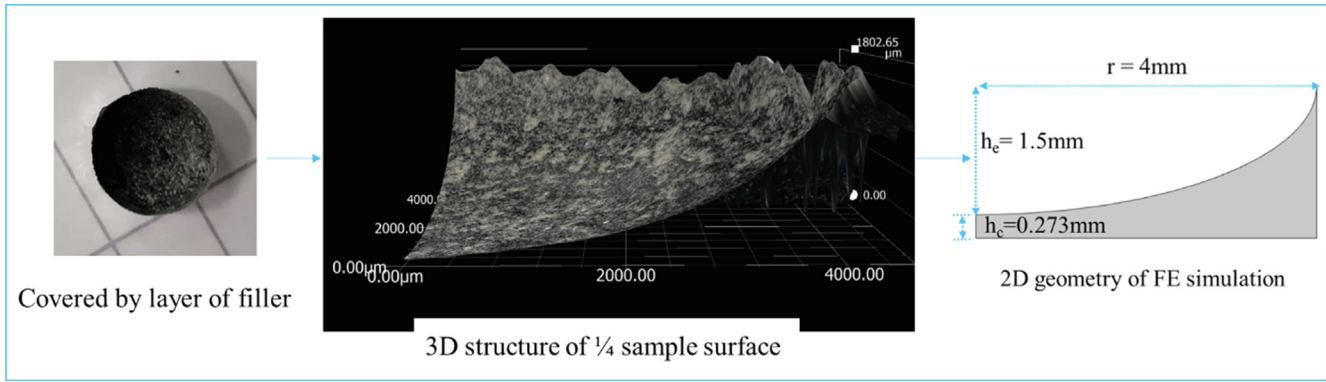 Covered by layer of filler
1802.65
μm
4000.
2000.00
0.00
0.00μm
0.00μm
2000.00
4000.00
3D structure of ¼ sample surface
r = 4mm
hₑ= 1.5mm
h꜀=0.273mm
2D geometry of FE simulation